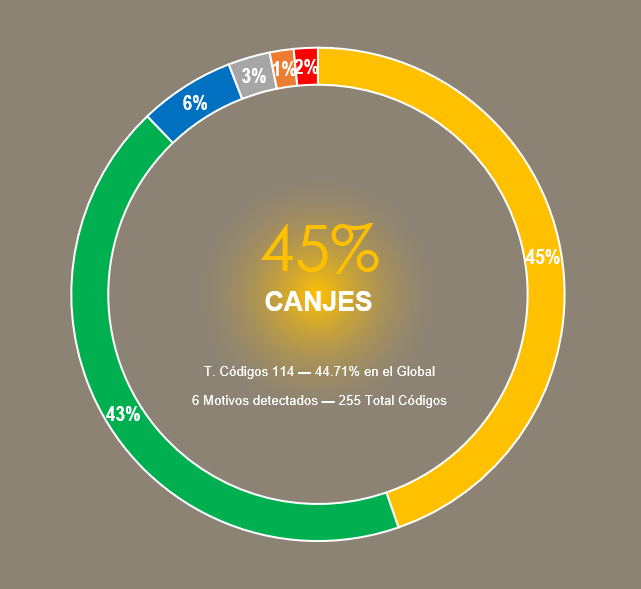 3%
1%
2%
6%
45%
CANJES
45%
T. Códigos 114 — 44.71% en el Global
6 Motivos detectados — 255 Total Códigos
43%